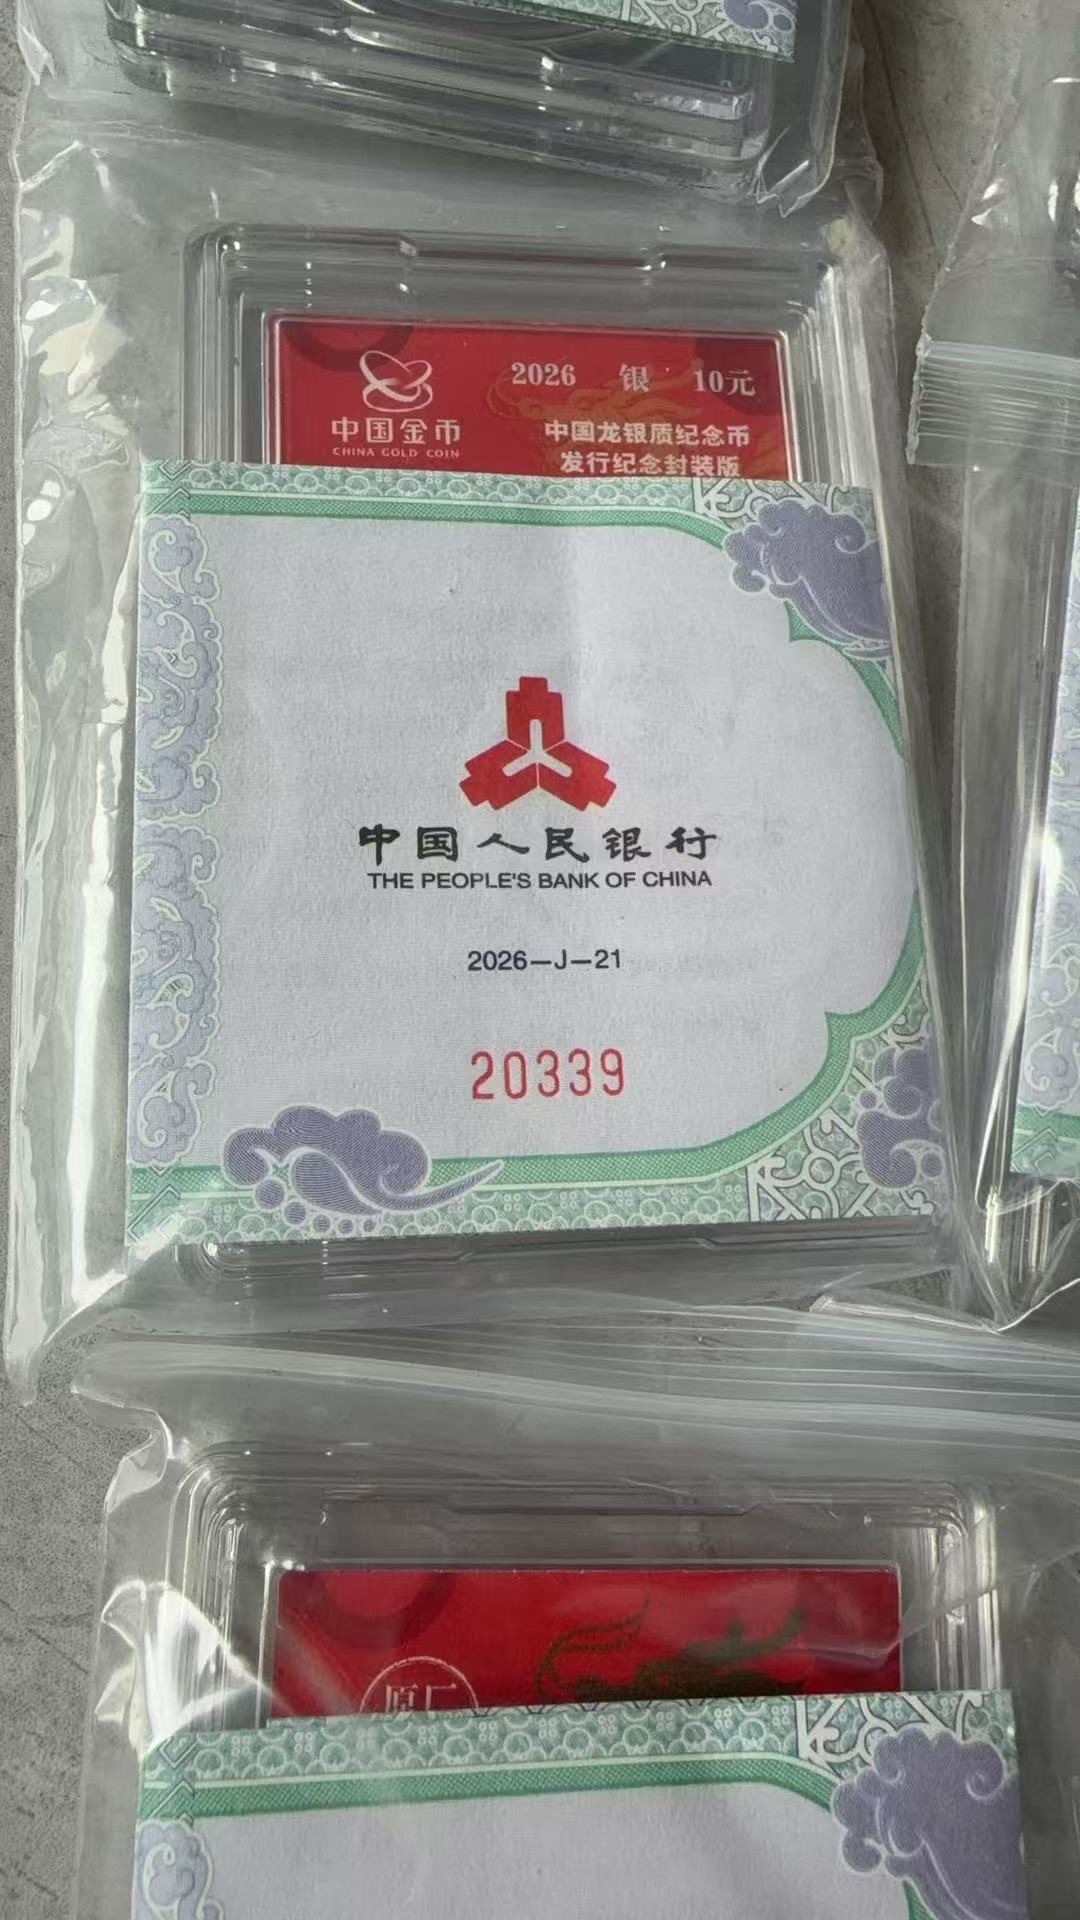 中国金币
CHINA GOLD COIN
2026 银 10元
中国龙银质纪念币
发行纪念封装版
中国人民银行
THE PEOPLE'S BANK OF CHINA
2026—J—21
20339
原厂